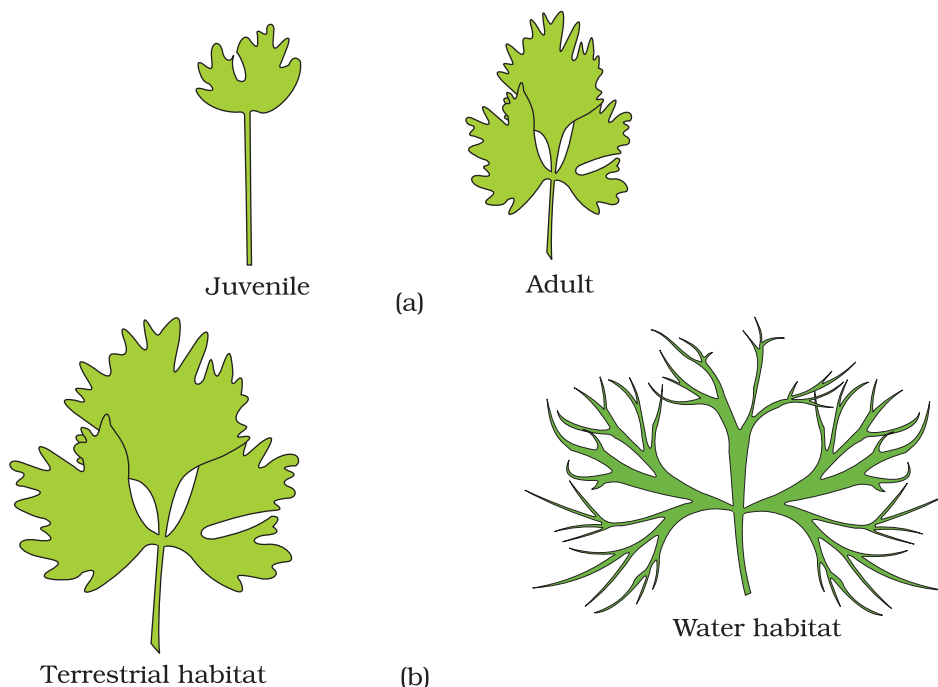 Juvenile
Adult
(a)
Terrestrial habitat
Water habitat
(b)